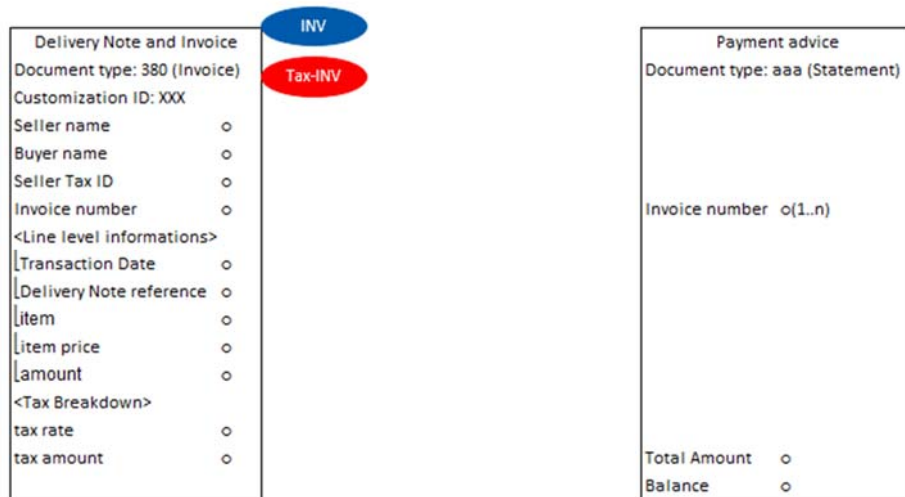 INV
Delivery Note and Invoice
Document type: 380 (Invoice)
Tax-INV
Customization ID: XXX
Seller name o
Buyer name o
Seller Tax ID o
Invoice number o
<Line level informations>
⌊Transaction Date o
⌊Delivery Note reference o
⌊item o
⌊item price o
⌊amount o
<Tax Breakdown>
tax rate o
tax amount o
Payment advice
Document type: aaa (Statement)
Invoice number o(1..n)
Total Amount o
Balance o